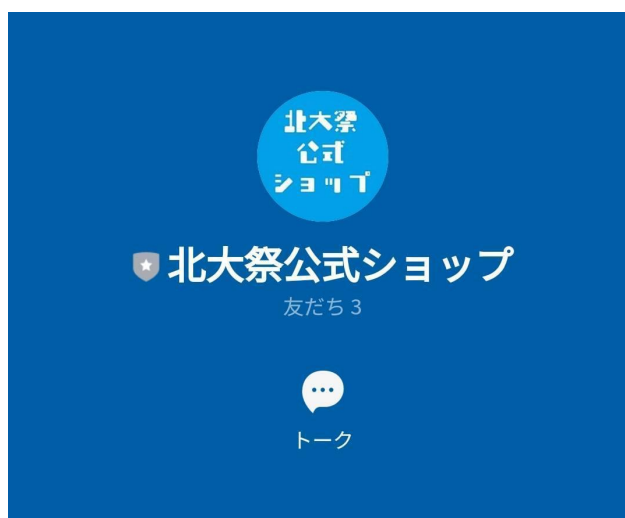 北大祭
公式
ショップ
北大祭公式ショップ
友だち 3
トーク